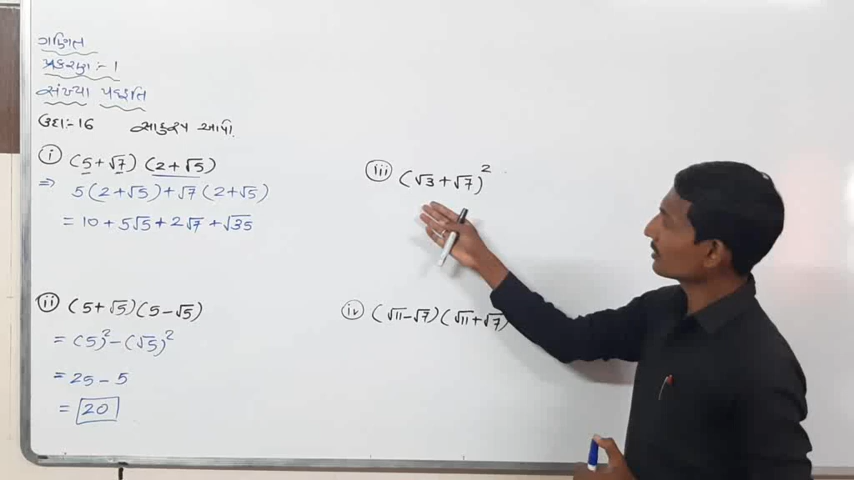 ગણિત
પ્રકરણ :- 1
સંખ્યા પદ્ધતિ
ઉદા :- 16 સાદુરૂપ આપો.
(i) (5+√7) (2+√5)
⇒ 5(2+√5)+√7(2+√5)
= 10+5√5+2√7+√35
(ii) (5+√5)(5-√5)
= (5)²-(√5)²
= 25-5
= 20
(iii) (√3+√7)²
(iv) (√11-√7)(√11+√7)